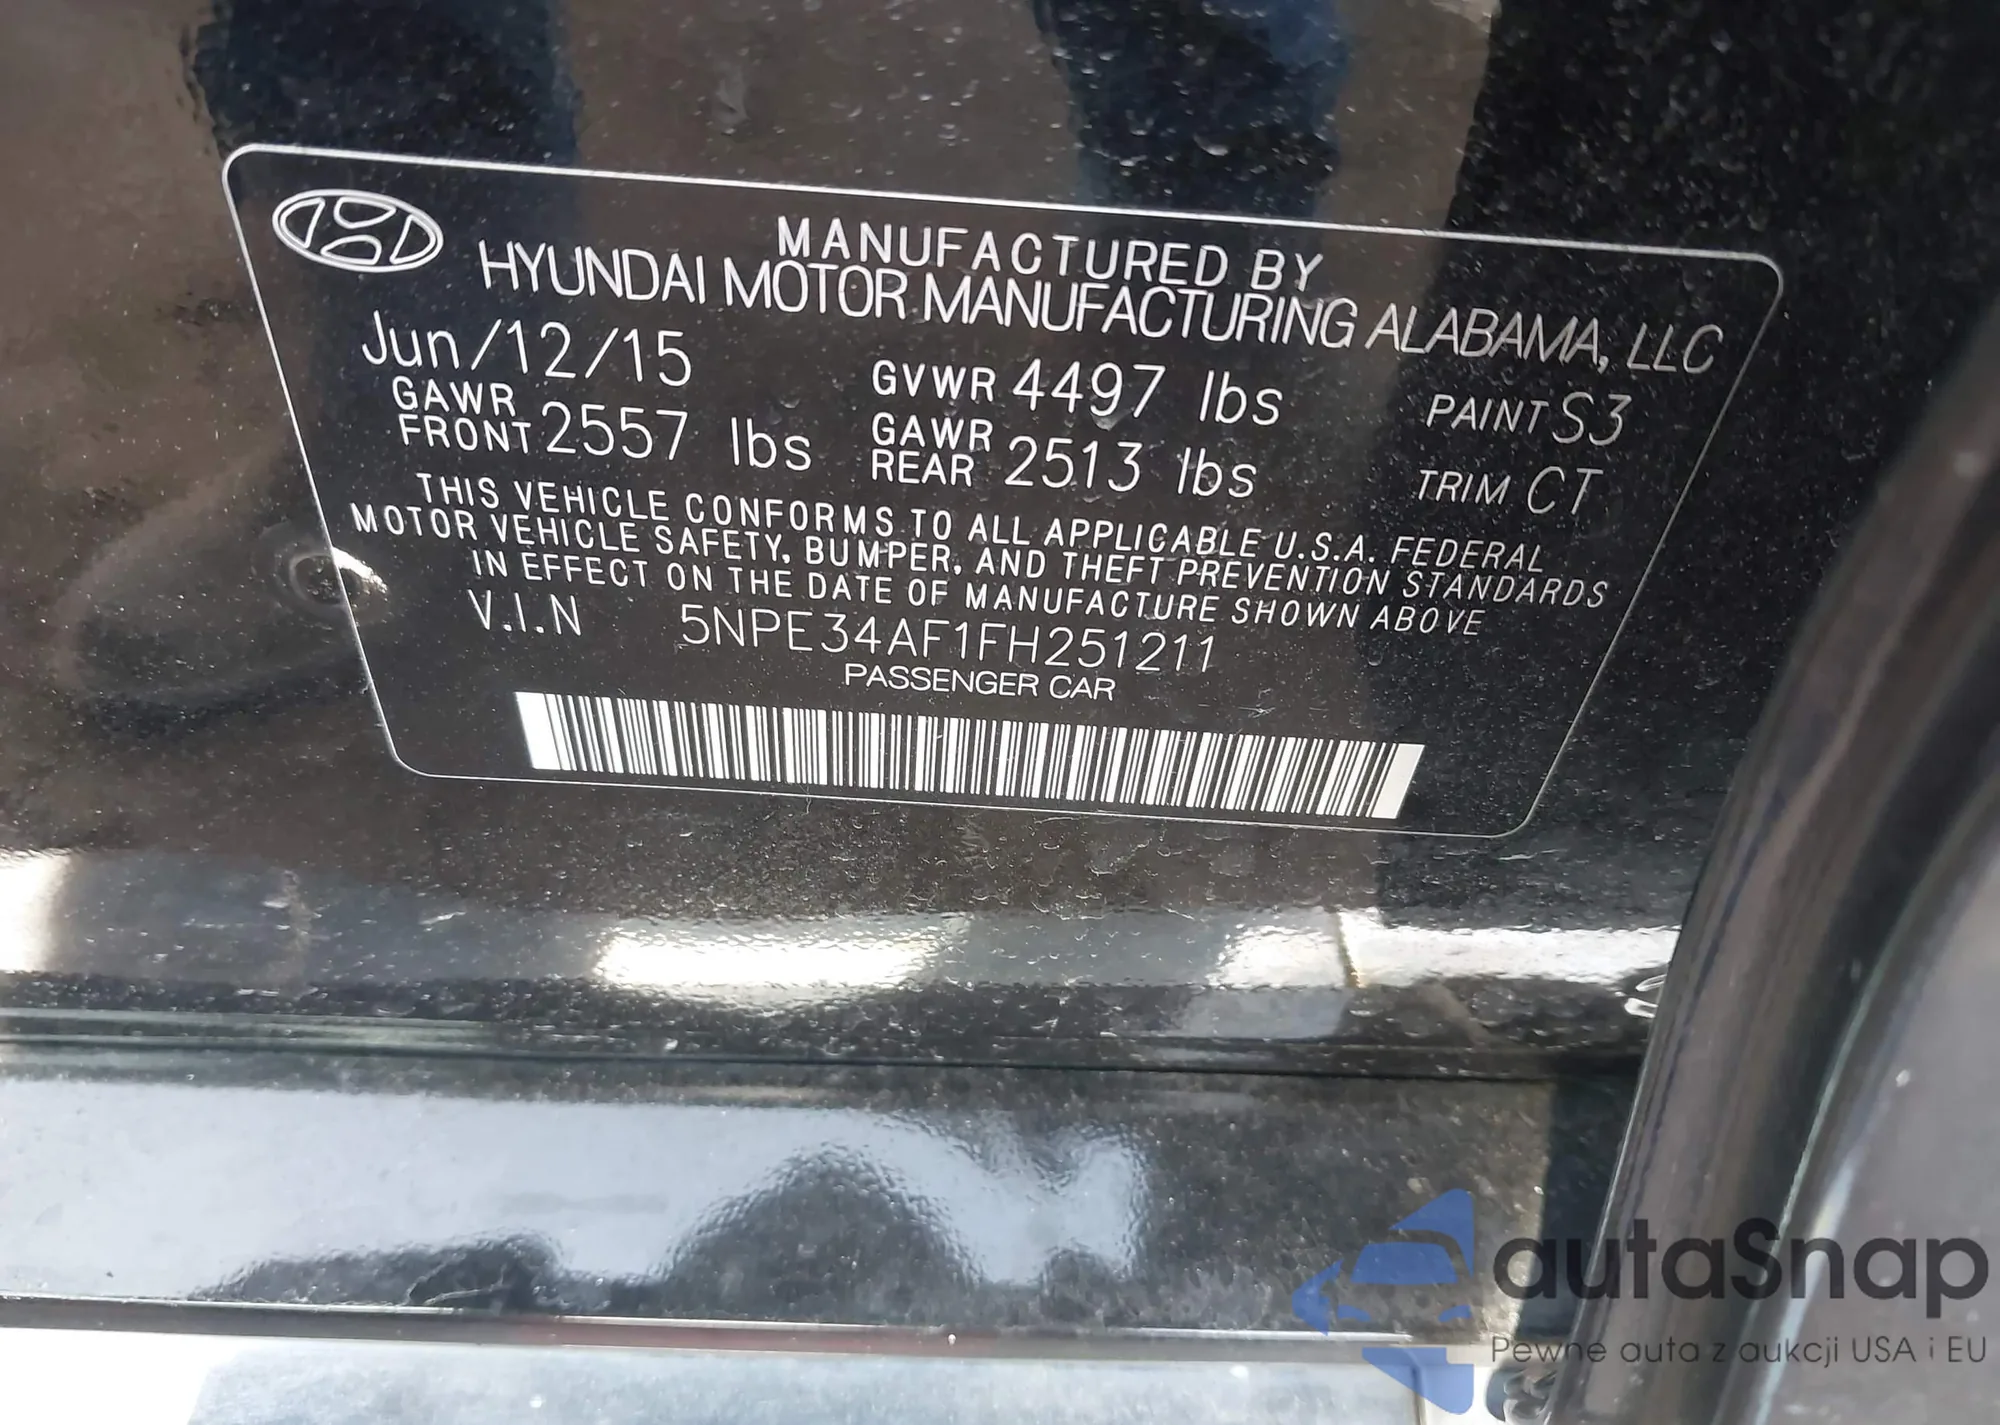 MANUFACTURED BY
HYUNDAI MOTOR MANUFACTURING ALABAMA, LLC
Jun/12/15 GVWR 4497 lbs PAINT S3
GAWR FRONT 2557 lbs GAWR REAR 2513 lbs TRIM CT
THIS VEHICLE CONFORMS TO ALL APPLICABLE U.S.A. FEDERAL
MOTOR VEHICLE SAFETY, BUMPER, AND THEFT PREVENTION STANDARDS
IN EFFECT ON THE DATE OF MANUFACTURE SHOWN ABOVE
V.I.N 5NPE34AF1FH251211
PASSENGER CAR
autaSnap
Pewne auta z aukcji USA i EU